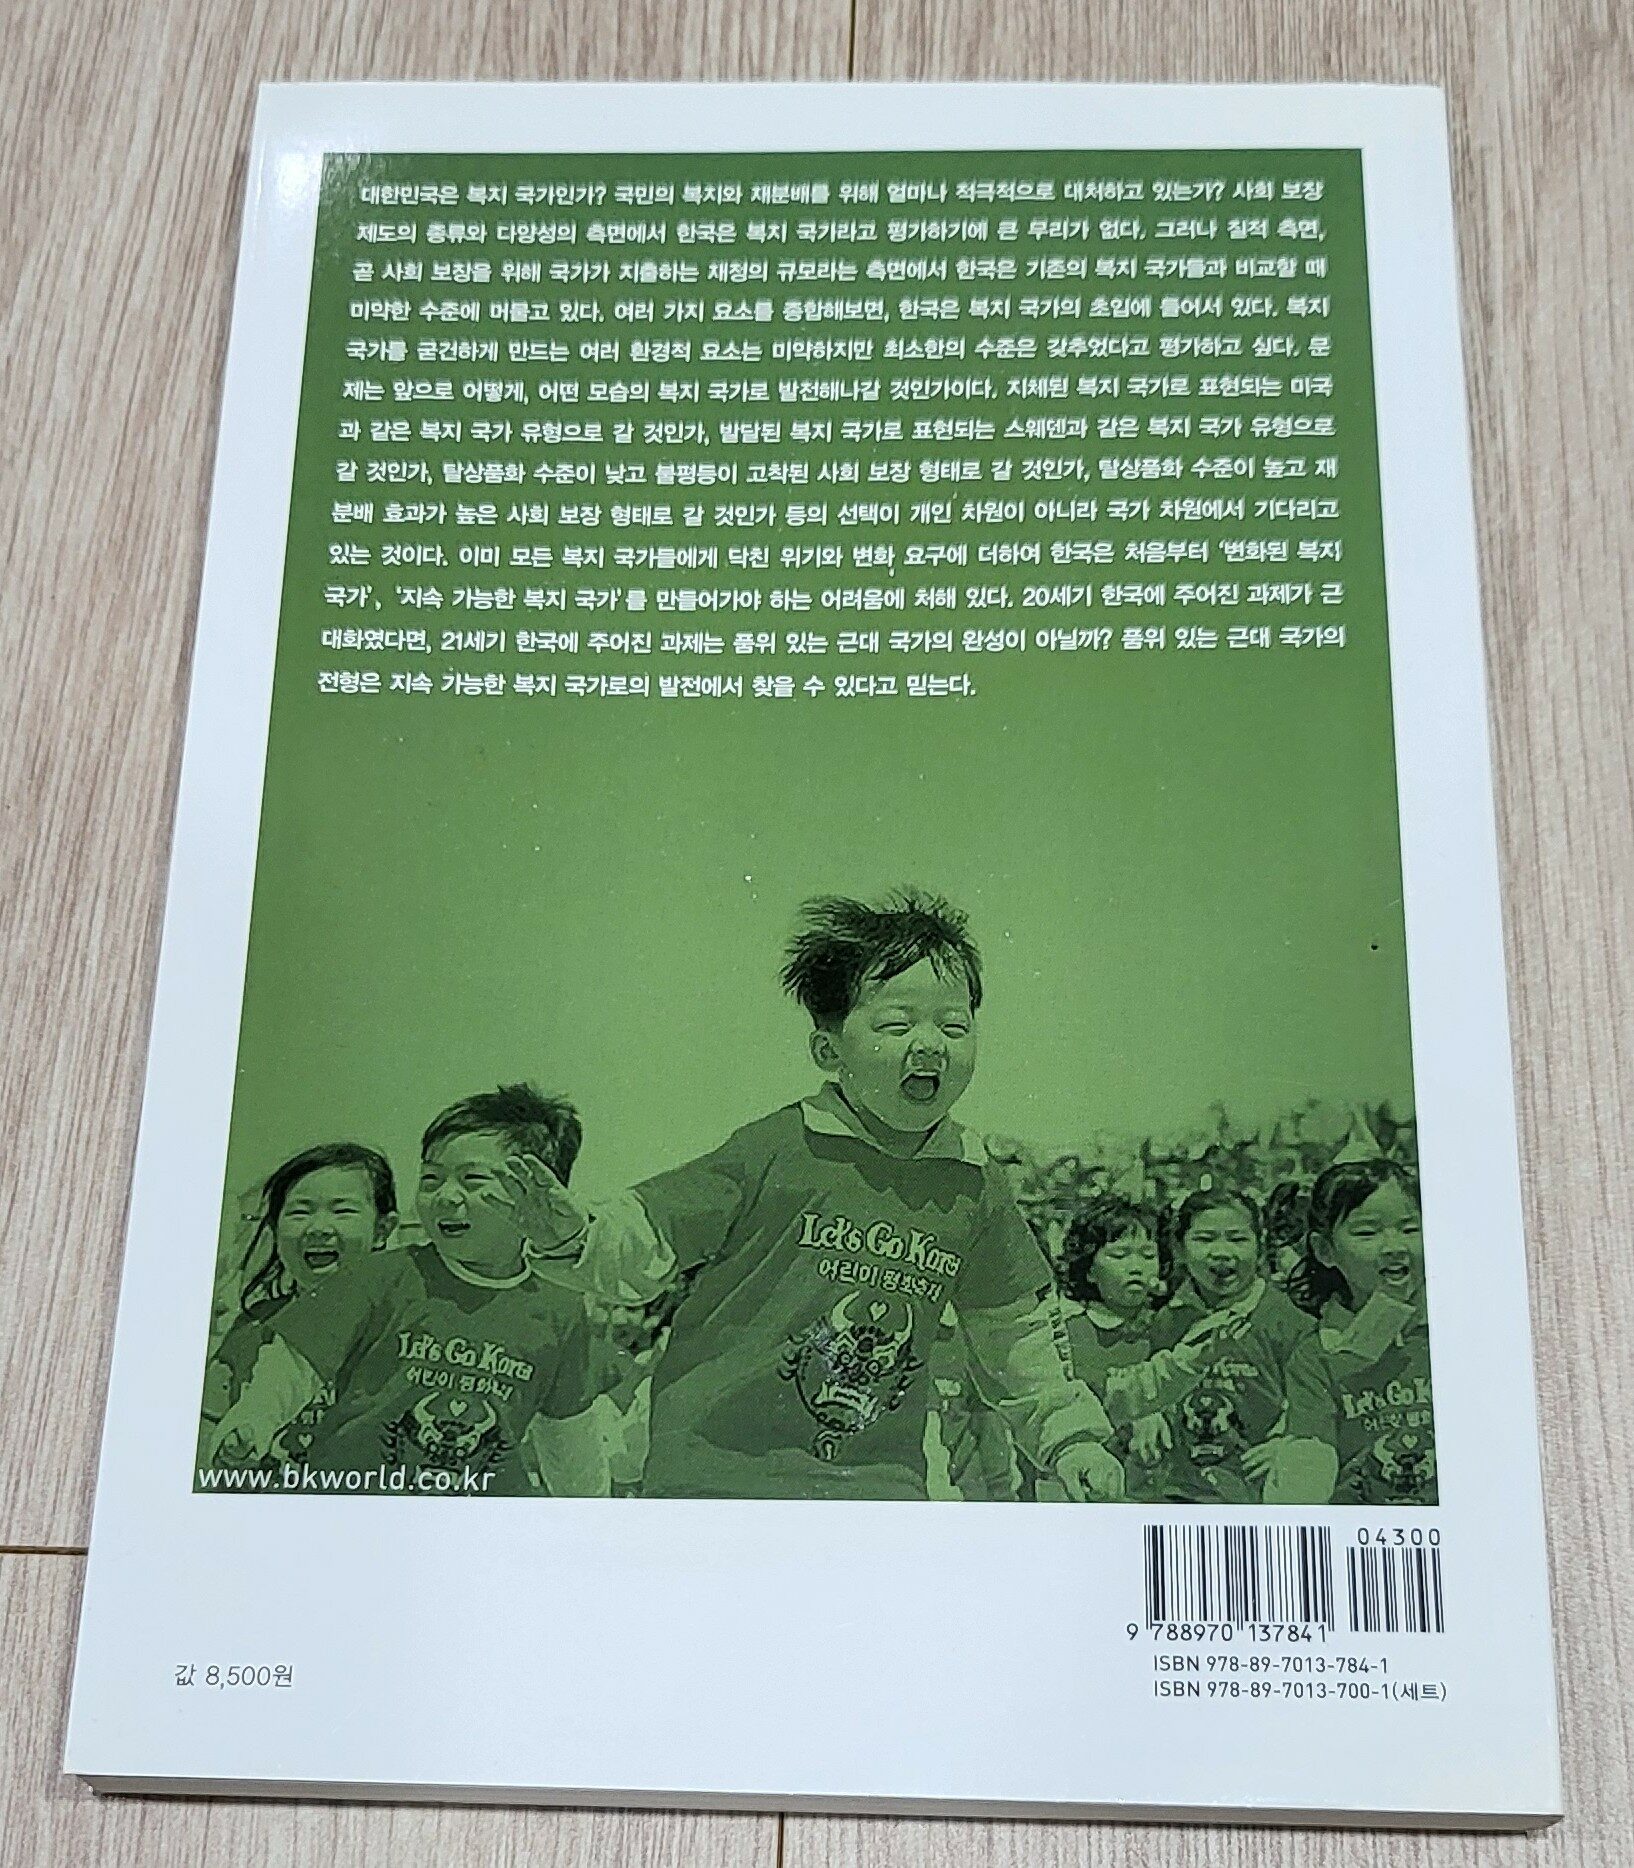 대한민국은 복지 국가인가? 국민의 복지와 재분배를 위해 얼마나 적극적으로 대처하고 있는가? 사회 보장
제도의 종류와 다양성의 측면에서 한국은 복지 국가라고 평가하기에 큰 무리가 없다. 그러나 질적 측면,
곧 사회 보장을 위해 국가가 지출하는 재정의 규모라는 측면에서 한국은 기존의 복지 국가들과 비교할 때
미약한 수준에 머물고 있다. 여러 가지 요소를 종합해보면, 한국은 복지 국가의 초입에 들어서 있다. 복지
국가를 굳건하게 만드는 여러 환경적 요소는 미약하지만 최소한의 수준은 갖추었다고 평가하고 싶다. 문
제는 앞으로 어떻게, 어떤 모습의 복지 국가로 발전해나갈 것인가이다. 지체된 복지 국가로 표현되는 미국
과 같은 복지 국가 유형으로 갈 것인가, 발달된 복지 국가로 표현되는 스웨덴과 같은 복지 국가 유형으로
갈 것인가, 탈상품화 수준이 낮고 불평등이 고착된 사회 보장 형태로 갈 것인가, 탈상품화 수준이 높고 재
분배 효과가 높은 사회 보장 형태로 갈 것인가 등의 선택이 개인 차원이 아니라 국가 차원에서 기다리고
있는 것이다. 이미 모든 복지 국가들에게 닥친 위기와 변화 요구에 더하여 한국은 처음부터 ‘변화된 복지
국가’, ‘지속 가능한 복지 국가’를 만들어가야 하는 어려움에 처해 있다. 20세기 한국에 주어진 과제가 근
대화였다면, 21세기 한국에 주어진 과제는 품위 있는 근대 국가의 완성이 아닐까? 품위 있는 근대 국가의
전형은 지속 가능한 복지 국가로의 발전에서 찾을 수 있다고 믿는다.
Let's Go Korea
어린이
Let's Go Korea
어린이
Let's Go K
www.bkworld.co.kr
04300
9 788970 137841
ISBN 978-89-7013-784-1
ISBN 978-89-7013-700-1(세트)
값 8,500원